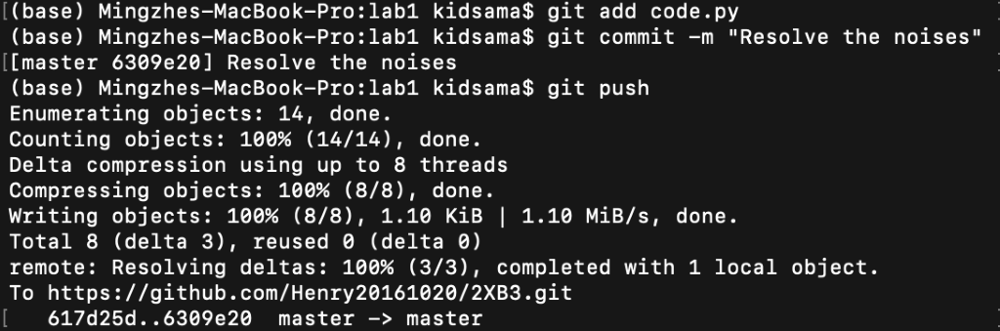 [(base) Mingzhes-MacBook-Pro:lab1 kidsama$ git add code.py
(base) Mingzhes-MacBook-Pro:lab1 kidsama$ git commit -m "Resolve the noises"
[[master 6309e20] Resolve the noises
(base) Mingzhes-MacBook-Pro:lab1 kidsama$ git push
Enumerating objects: 14, done.
Counting objects: 100% (14/14), done.
Delta compression using up to 8 threads
Compressing objects: 100% (8/8), done.
Writing objects: 100% (8/8), 1.10 KiB | 1.10 MiB/s, done.
Total 8 (delta 3), reused 0 (delta 0)
remote: Resolving deltas: 100% (3/3), completed with 1 local object.
To https://github.com/Henry20161020/2XB3.git
[   617d25d..6309e20  master -> master